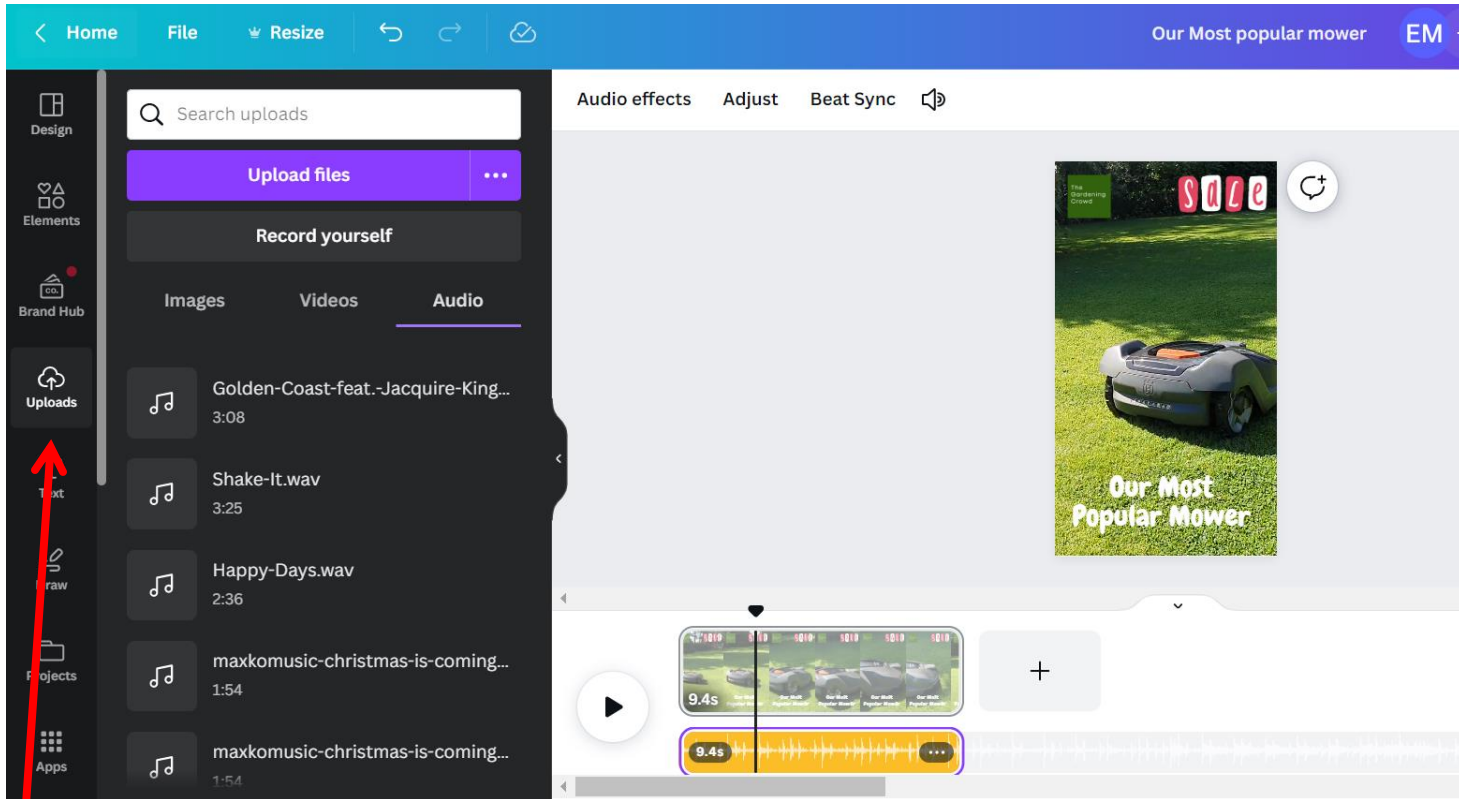 Home File Resize Our Most popular mower EM
Design
Elements
CO.
Brand Hub
Uploads
Text
Draw
Projects
Apps
Search uploads
Upload files
Record yourself
Images Videos Audio
Golden-Coast-feat.-Jacquire-King...
3:08
Shake-It.wav
3:25
Happy-Days.wav
2:36
maxkomusic-christmas-is-coming...
1:54
maxkomusic-christmas-is-coming...
1:54
Audio effects Adjust Beat Sync
The
Gardening
Crowd
Sale
Our Most
Popular Mower
9.4s
9.4s